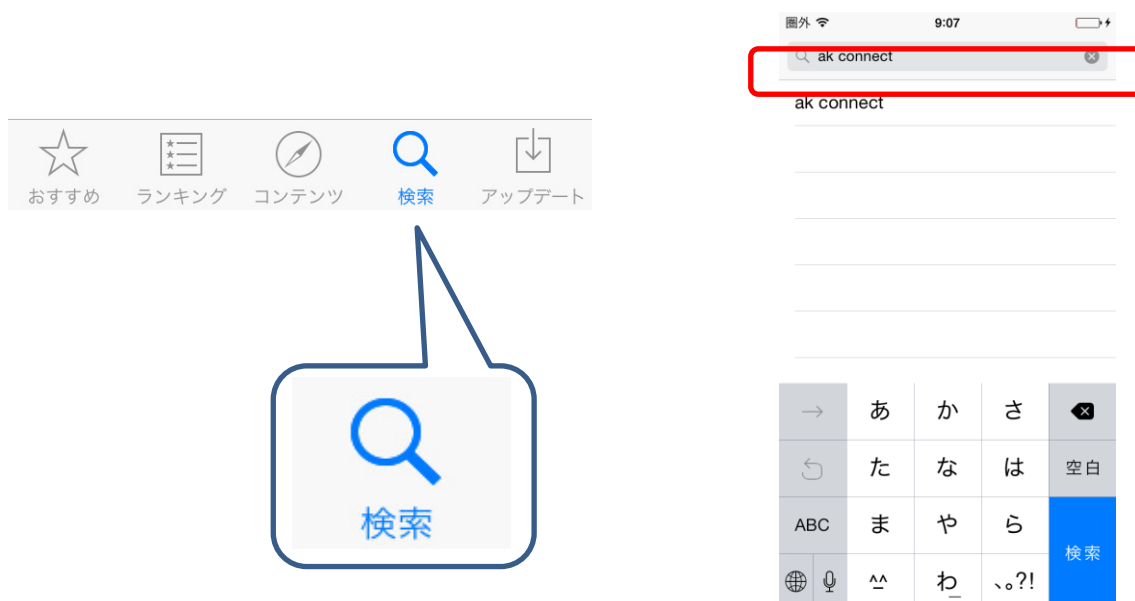 おすすめ
ランキング
コンテンツ
検索
アップデート
検索
圏外 9:07
ak connect
ak connect
→ あ か さ
た な は 空白
ABC ま や ら 検索
^^ わ 、。?!